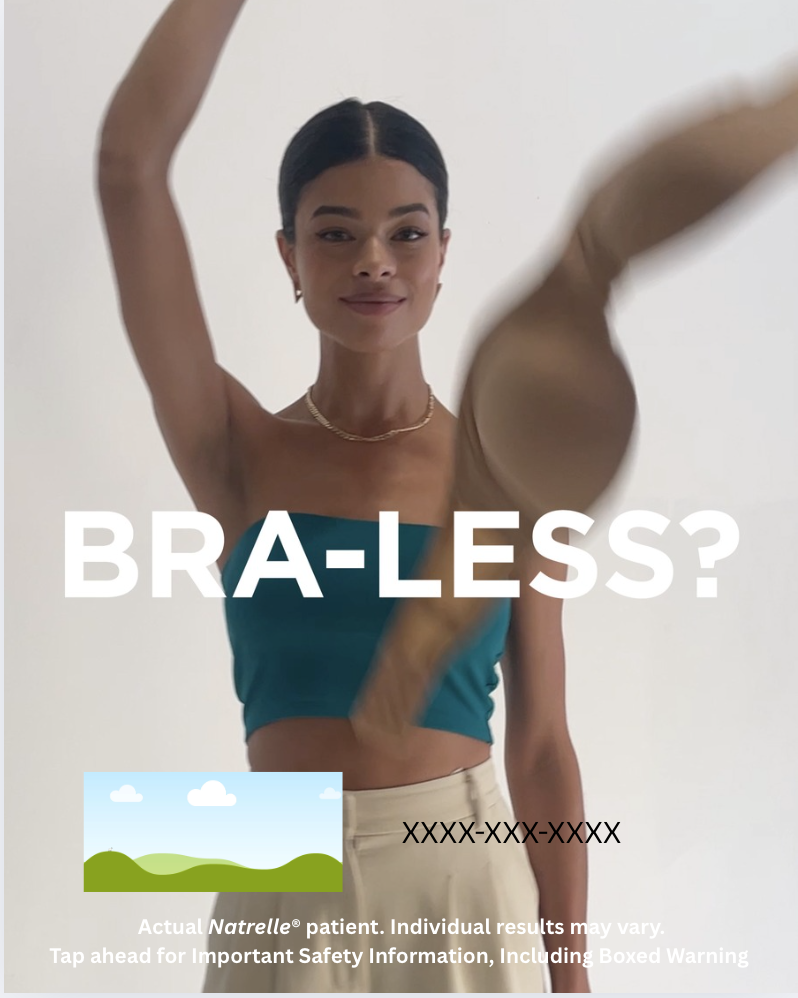 BRA-LESS?
XXXX-XXX-XXXX
Actual Natrelle® patient. Individual results may vary.
Tap ahead for Important Safety Information, Including Boxed Warning